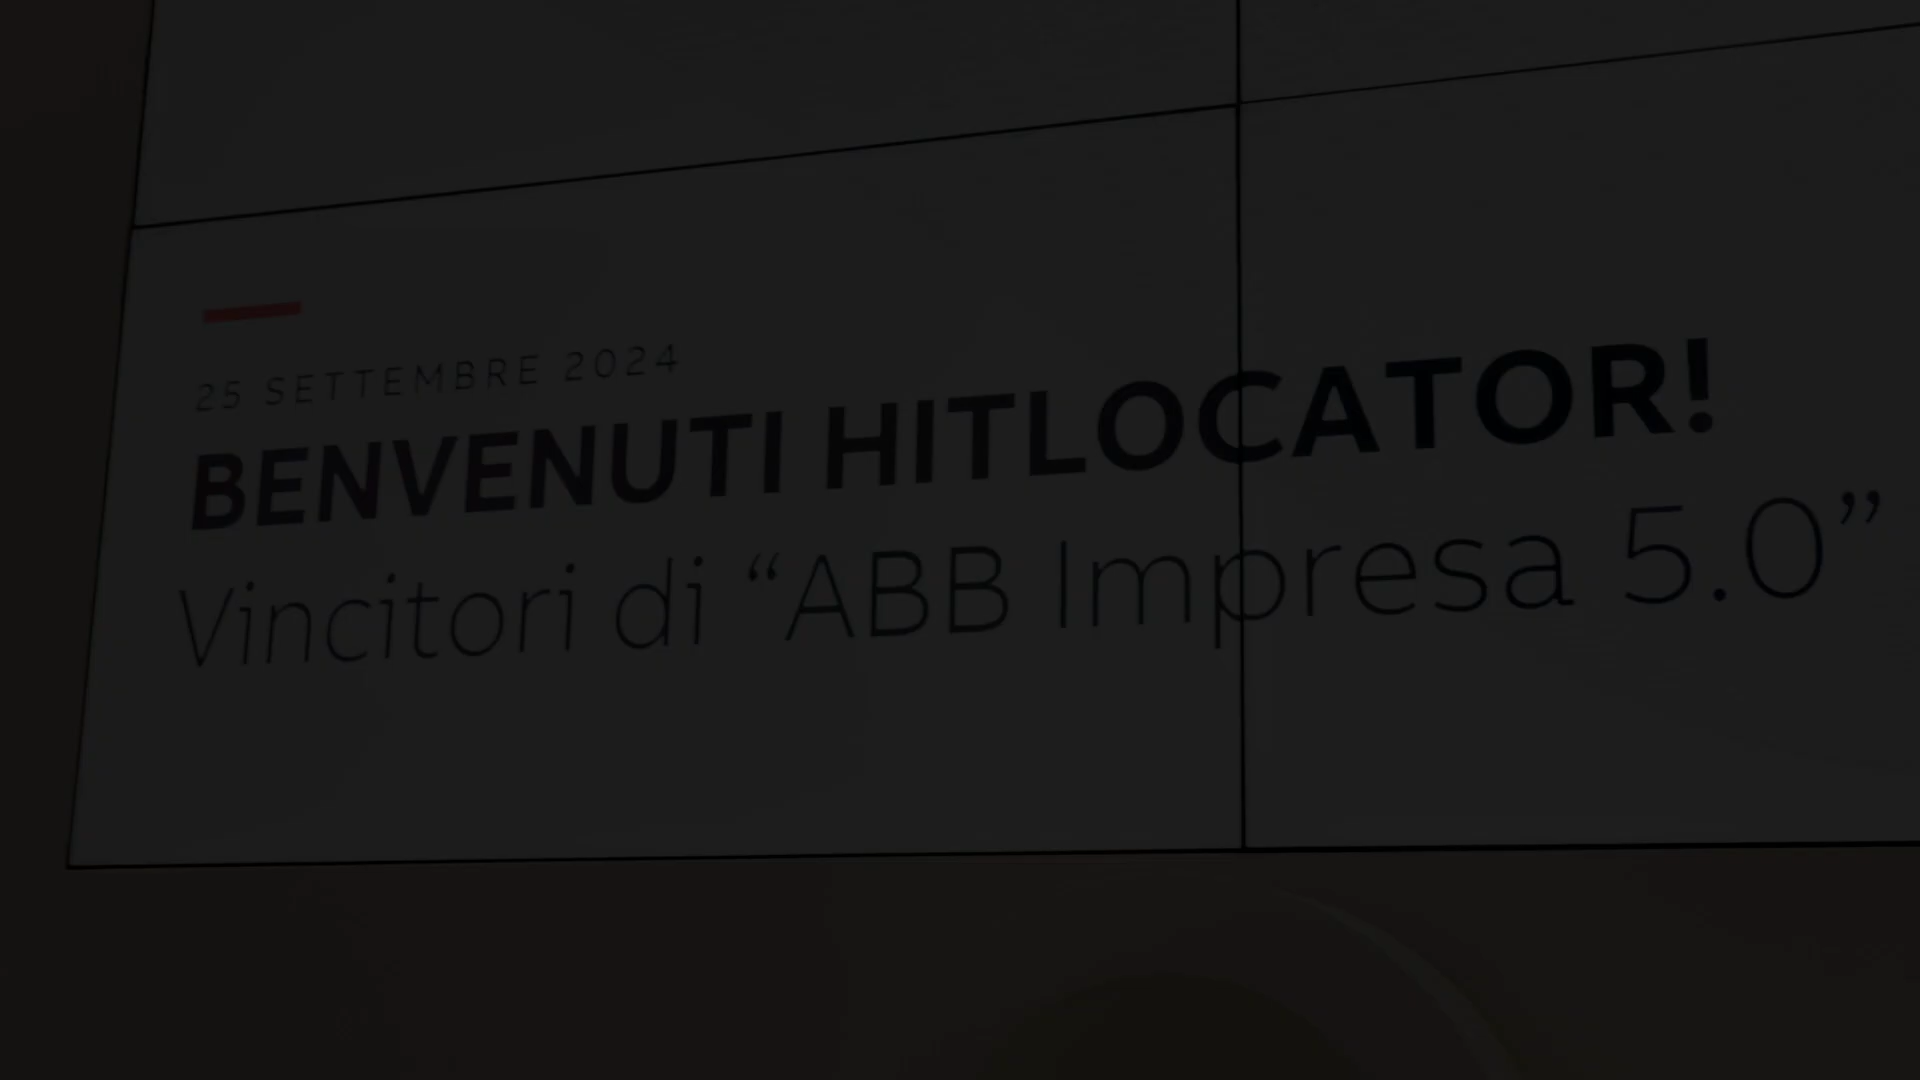 25 SETTEMBRE 2024
BENVENUTI HITLOCATOR!
Vincitori di “ABB Impresa 5.0”